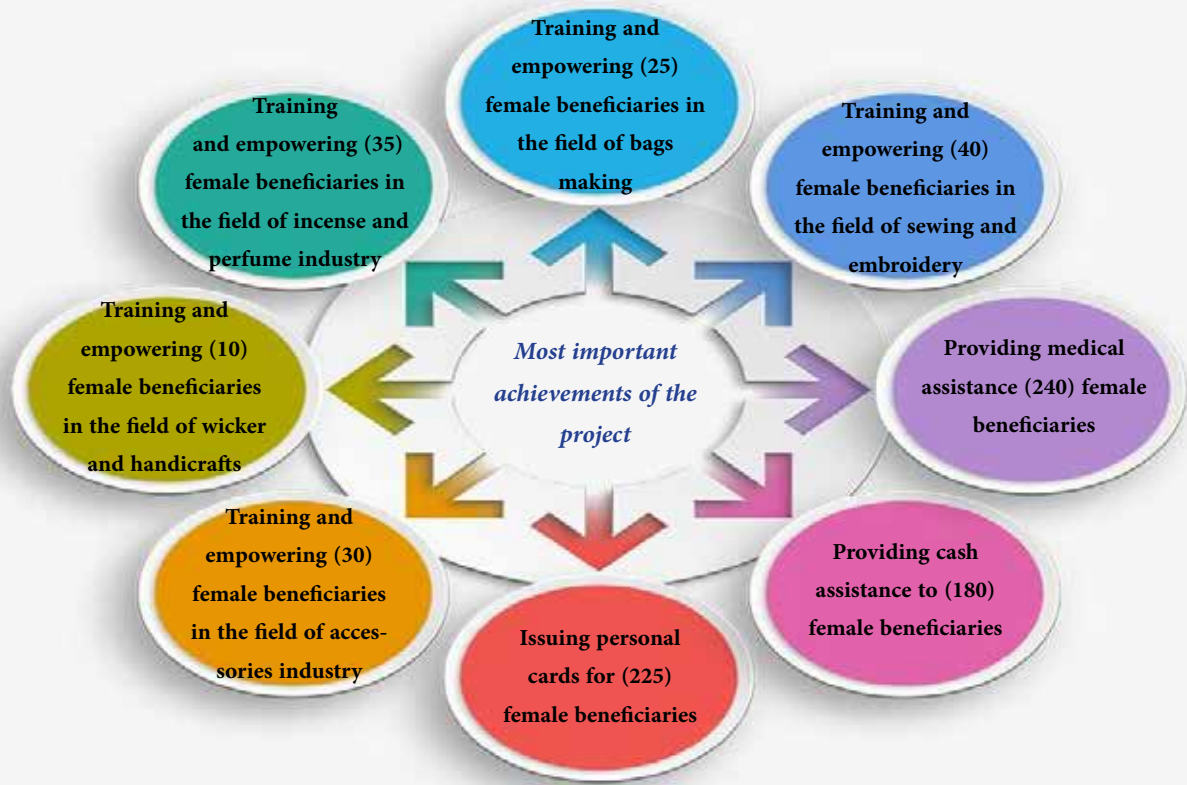 Training and
empowering (25)
female beneficiaries in
the field of bags
making
Training and
empowering (40)
female beneficiaries in
the field of sewing and
embroidery
Providing medical
assistance (240) female
beneficiaries
Providing cash
assistance to (180)
female beneficiaries
Issuing personal
cards for (225)
female beneficiaries
Training and
empowering (30)
female beneficiaries
in the field of acces-
sories industry
Training and
empowering (10)
female beneficiaries
in the field of wicker
and handicrafts
Training
and empowering (35)
female beneficiaries in
the field of incense and
perfume industry
Most important
achievements of the
project